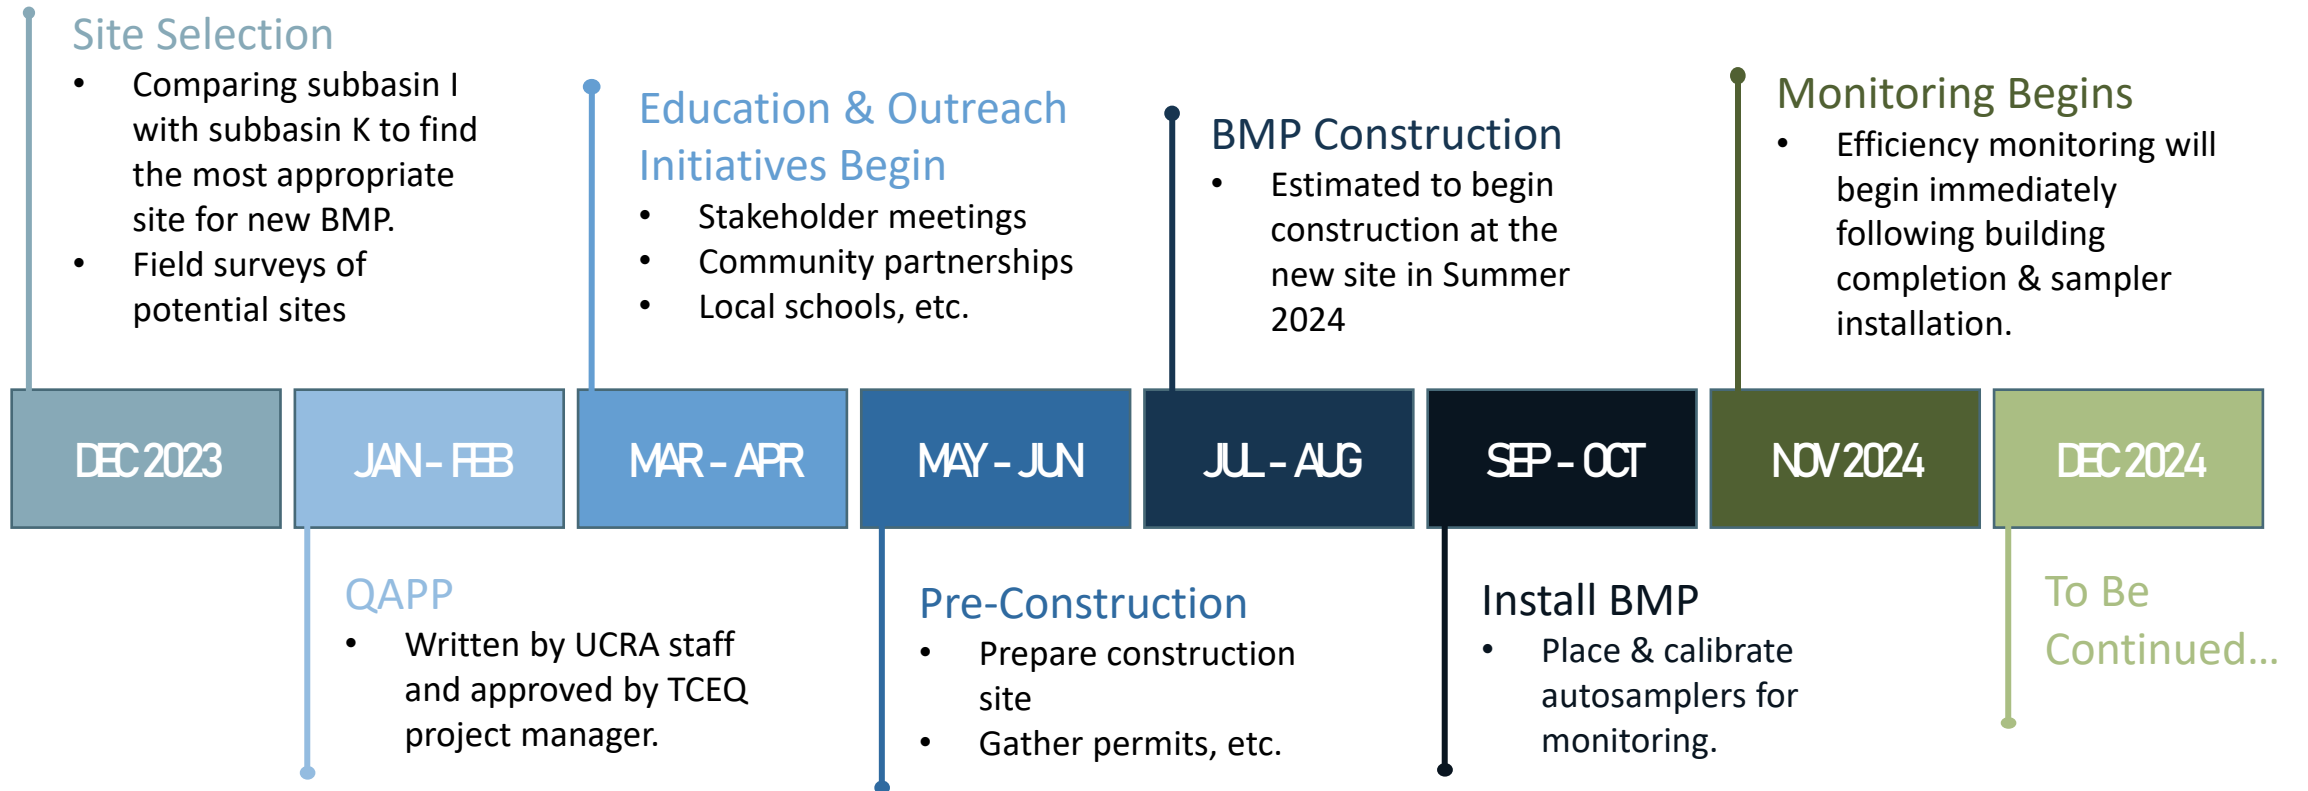 Site Selection
• Comparing subbasin I
with subbasin K to find
the most appropriate
site for new BMP.
• Field surveys of
potential sites
Education & Outreach
Initiatives Begin
• Stakeholder meetings
• Community partnerships
• Local schools, etc.
BMP Construction
• Estimated to begin
construction at the
new site in Summer
2024
Monitoring Begins
• Efficiency monitoring will
begin immediately
following building
completion & sampler
installation.
DEC 2023
JAN - FEB
MAR - APR
MAY - JUN
JUL - AUG
SEP - OCT
NOV 2024
DEC 2024
QAPP
• Written by UCRA staff
and approved by TCEQ
project manager.
Pre-Construction
• Prepare construction
site
• Gather permits, etc.
Install BMP
• Place & calibrate
autosamplers for
monitoring.
To Be
Continued…